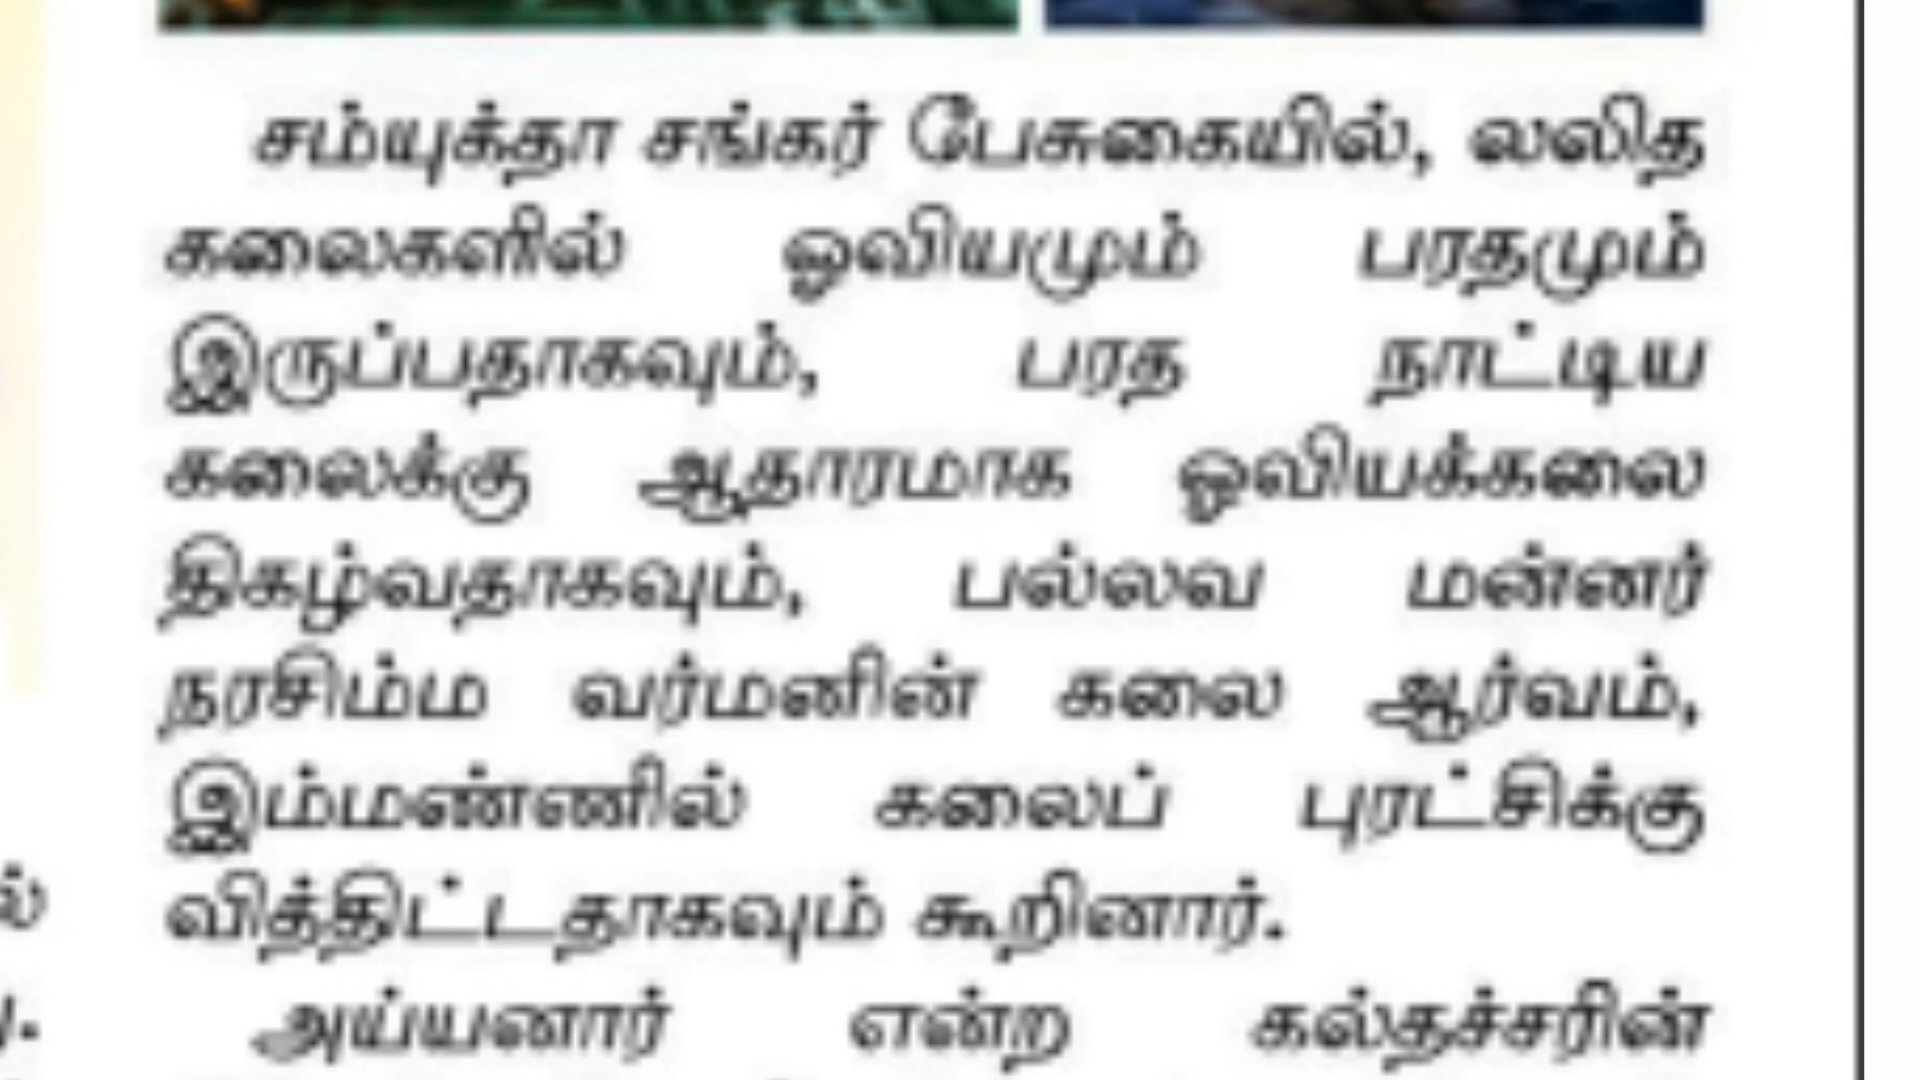 சம்யுக்தா சங்கர் பேசுகையில், லலித
கலைகளில் ஓவியமும் பரதமும்
இருப்பதாகவும், பரத நாட்டிய
கலைக்கு ஆதாரமாக ஓவியக்கலை
திகழ்வதாகவும், பல்லவ மன்னர்
நரசிம்ம வர்மனின் கலை ஆர்வம்,
இம்மண்ணில் கலைப் புரட்சிக்கு
வித்திட்டதாகவும் கூறினார்.
அய்யனார் என்ற கல்தச்சரின்